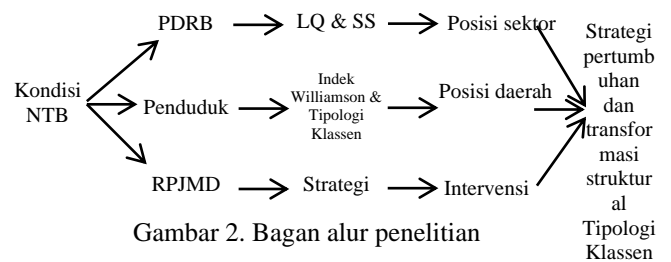 PDRB
LQ & SS
Posisi sektor
Kondisi
NTB
Penduduk
Indek
Williamson &
Tipologi
Klassen
Posisi daerah
RPJMD
Strategi
Intervensi
Strategi
pertumb
uhan
dan
transfor
masi
struktur
al
Tipologi
Klassen
Gambar 2. Bagan alur penelitian